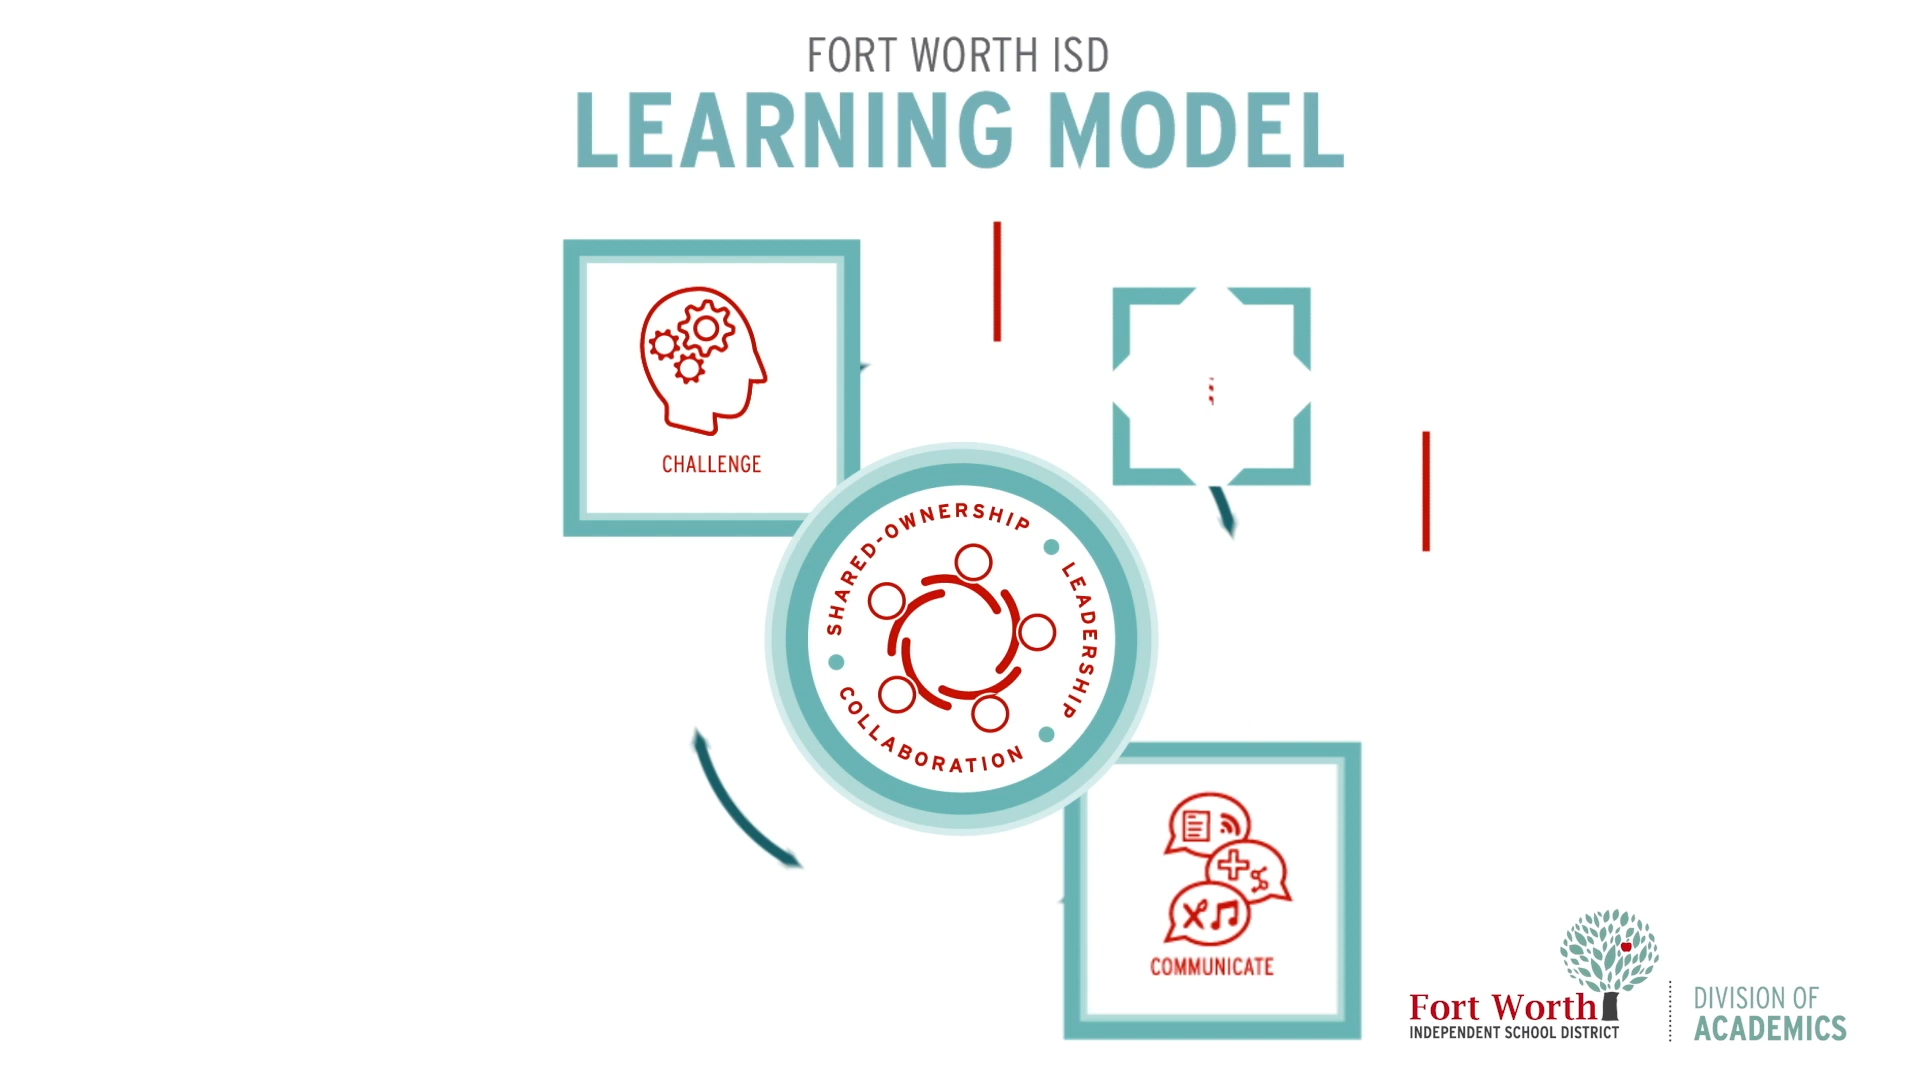 FORT WORTH ISD
LEARNING MODEL
CHALLENGE
SHARED-OWNERSHIP
LEADERSHIP
COLLABORATION
COMMUNICATE
Fort Worth
INDEPENDENT SCHOOL DISTRICT
DIVISION OF
ACADEMICS